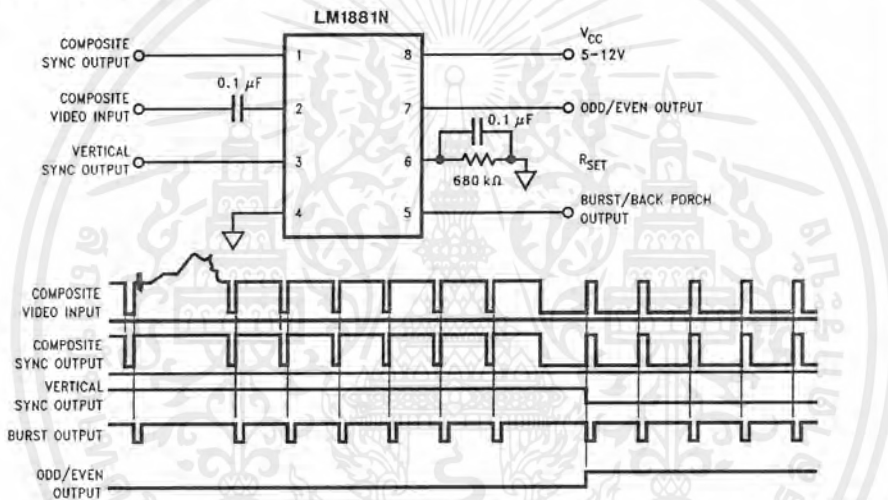 LM1881N
COMPOSITE
SYNC OUTPUT
1
8
VCC
5-12V
0.1 μF
COMPOSITE
VIDEO INPUT
2
7
ODD/EVEN OUTPUT
0.1 μF
VERTICAL
SYNC OUTPUT
3
6
RSET
680 kΩ
4
5
BURST/BACK PORCH
OUTPUT
COMPOSITE
VIDEO INPUT
COMPOSITE
SYNC OUTPUT
VERTICAL
SYNC OUTPUT
BURST OUTPUT
ODD/EVEN
OUTPUT